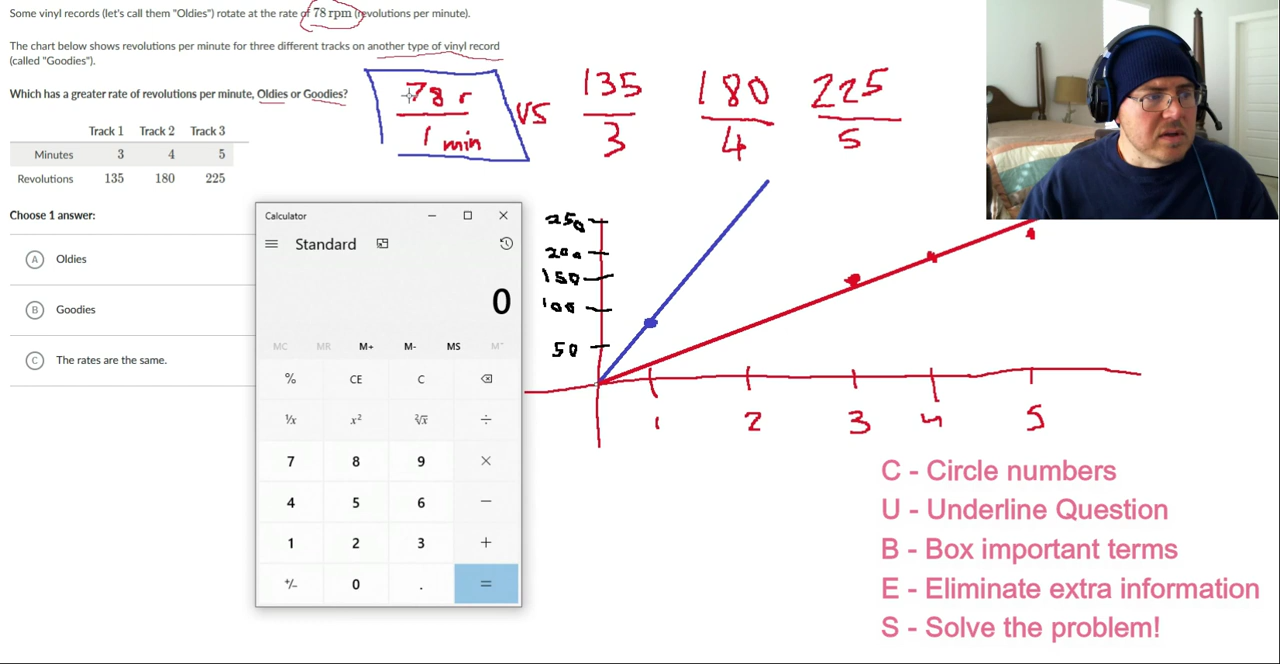 Some vinyl records (let's call them "Oldies") rotate at the rate of 78 rpm (revolutions per minute).
The chart below shows revolutions per minute for three different tracks on another type of vinyl record
(called "Goodies").
Which has a greater rate of revolutions per minute, Oldies or Goodies?
Track 1 Track 2 Track 3
Minutes 3 4 5
Revolutions 135 180 225
Choose 1 answer:
A Oldies
B Goodies
C The rates are the same.
78 r
1 min
vs
135
3
180
4
225
5
Calculator
Standard
0
MC MR M+ M- MS M˅
% CE C
⅟x x² ²√x ÷
7 8 9 ×
4 5 6 −
1 2 3 +
+/- 0 . =
250
200
150
100
50
1 2 3 4 5
C - Circle numbers
U - Underline Question
B - Box important terms
E - Eliminate extra information
S - Solve the problem!